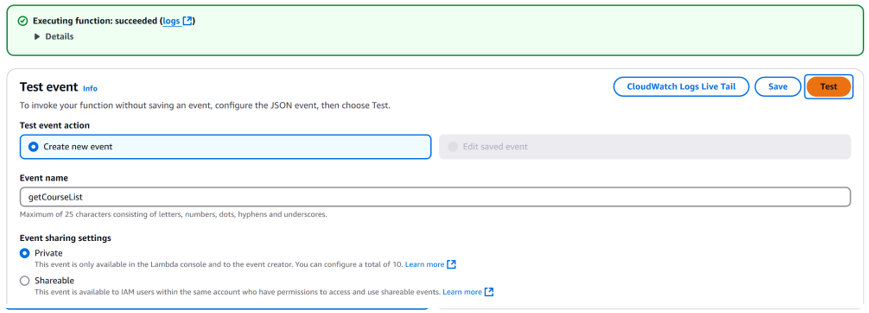 Executing function: succeeded (logs)
Details
Test event Info
CloudWatch Logs Live Tail
Save
Test
To invoke your function without saving an event, configure the JSON event, then choose Test.
Test event action
Create new event
Edit saved event
Event name
getCourseList
Maximum of 25 characters consisting of letters, numbers, dots, hyphens and underscores.
Event sharing settings
Private
This event is only available in the Lambda console and to the event creator. You can configure a total of 10. Learn more
Shareable
This event is available to IAM users within the same account who have permissions to access and use shareable events. Learn more